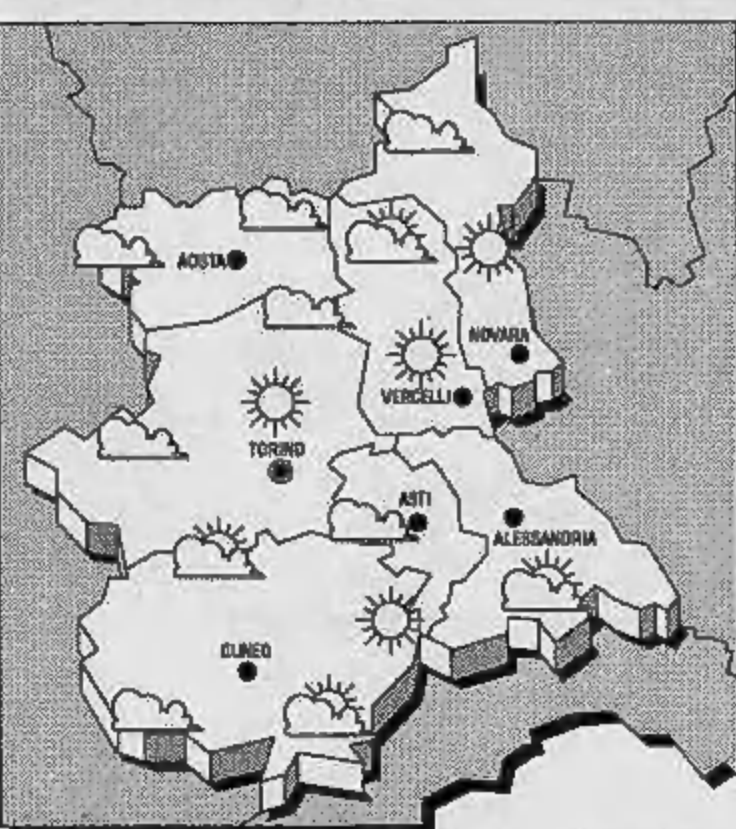 AOSTA
NOVARA
VERCELLI
TORINO
ASTI
ALESSANDRIA
CUNEO